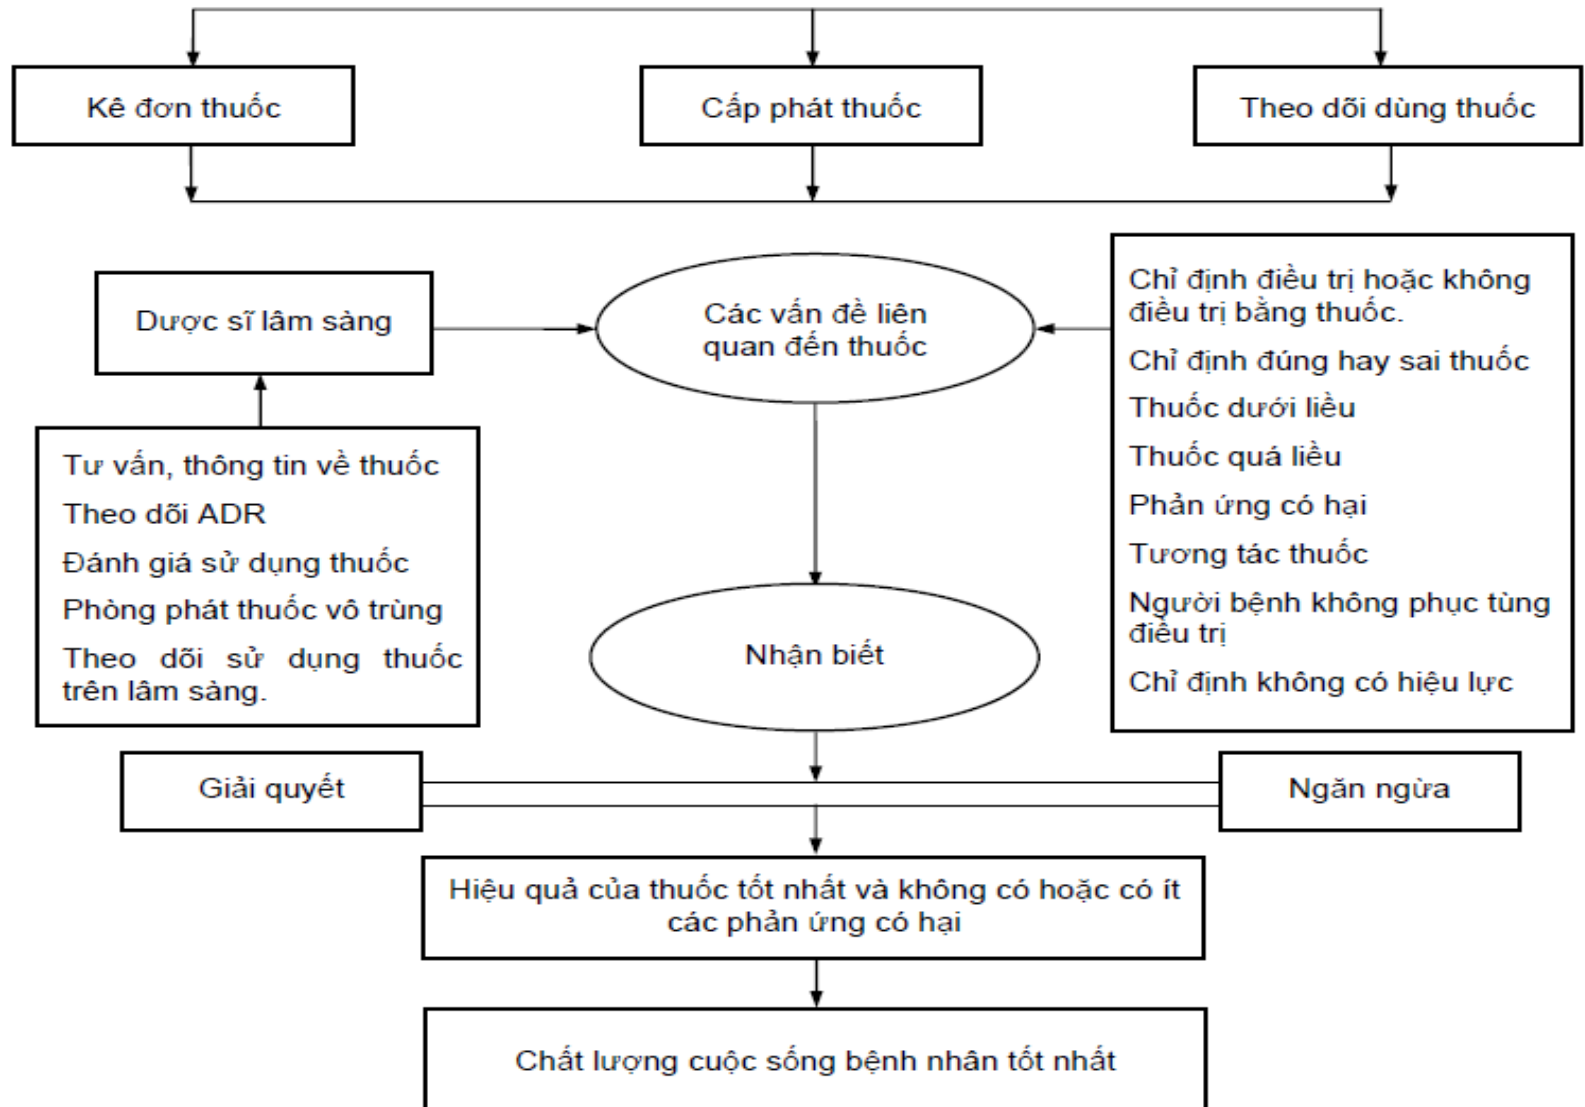 Kê đơn thuốc
Cấp phát thuốc
Theo dõi dùng thuốc
Dược sĩ lâm sàng
Các vấn đề liên
quan đến thuốc
Chỉ định điều trị hoặc không
điều trị bằng thuốc.
Chỉ định đúng hay sai thuốc
Thuốc dưới liều
Thuốc quá liều
Phản ứng có hại
Tương tác thuốc
Người bệnh không phục tùng
điều trị
Chỉ định không có hiệu lực
Tư vấn, thông tin về thuốc
Theo dõi ADR
Đánh giá sử dụng thuốc
Phòng phát thuốc vô trùng
Theo dõi sử dụng thuốc
trên lâm sàng.
Nhận biết
Giải quyết
Ngăn ngừa
Hiệu quả của thuốc tốt nhất và không có hoặc có ít
các phản ứng có hại
Chất lượng cuộc sống bệnh nhân tốt nhất